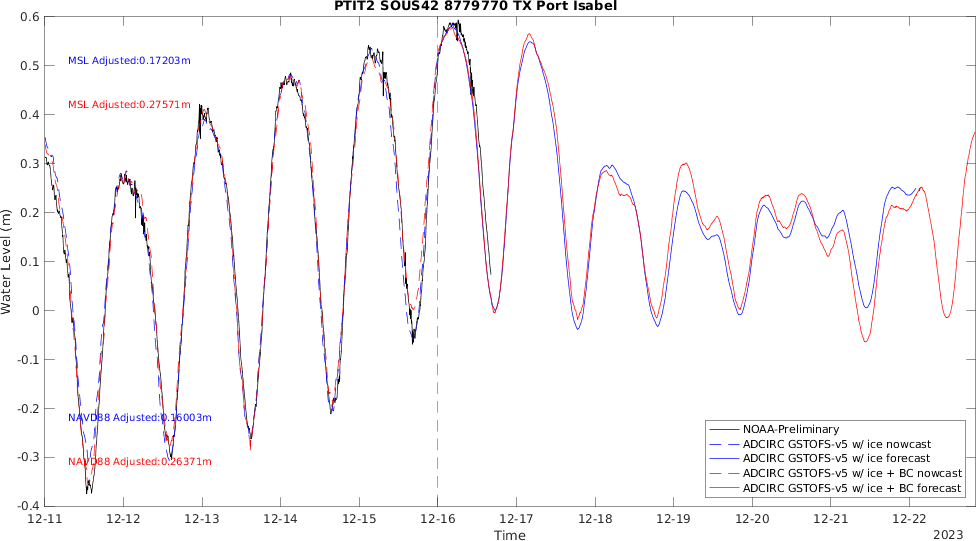 PTIT2 SOUS42 8779770 TX Port Isabel
0.6
0.5
0.4
0.3
0.2
0.1
0
-0.1
-0.2
-0.3
-0.4
Water Level (m)
MSL Adjusted:0.17203m
MSL Adjusted:0.27571m
NAVD88 Adjusted:0.16003m
NAVD88 Adjusted:0.26371m
NOAA-Preliminary
ADCIRC GSTOFS-v5 w/ ice nowcast
ADCIRC GSTOFS-v5 w/ ice forecast
ADCIRC GSTOFS-v5 w/ ice + BC nowcast
ADCIRC GSTOFS-v5 w/ ice + BC forecast
12-11 12-12 12-13 12-14 12-15 12-16 12-17 12-18 12-19 12-20 12-21 12-22
Time
2023